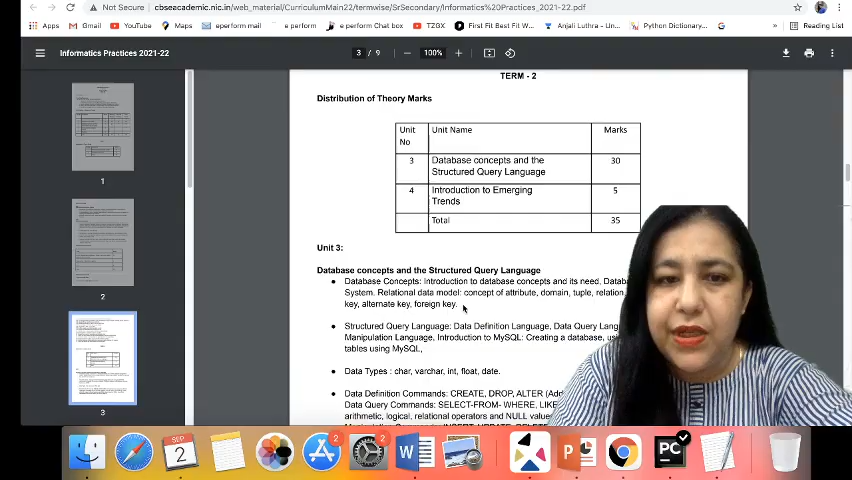 Not Secure | cbseacademic.nic.in/web_material/CurriculumMain22/termwise/SrSecondary/Informatics%20Practices_2021-22.pdf
Apps Gmail YouTube Maps eperform mail e perform Chat box TZGX First Fit Best Fit Wo... Anjali Luthra - Goo... Python Dictionary... Reading List
Informatics Practices 2021-22 3 / 9 100%
TERM - 2
Distribution of Theory Marks
Unit No Unit Name Marks
3 Database concepts and the Structured Query Language 30
4 Introduction to Emerging Trends 5
Total 35
Unit 3:
Database concepts and the Structured Query Language
● Database Concepts: Introduction to database concepts and its need, Datab
System. Relational data model: concept of attribute, domain, tuple, relation,
key, alternate key, foreign key.
● Structured Query Language: Data Definition Language, Data Query Lang
Manipulation Language, Introduction to MySQL: Creating a database, us
tables using MySQL,
● Data Types : char, varchar, int, float, date.
● Data Definition Commands: CREATE, DROP, ALTER (Ad
Data Query Commands: SELECT-FROM- WHERE, LIKE
arithmetic, logical, relational operators and NULL value
1
2
3
SEP
2
2
2
W
P
PC